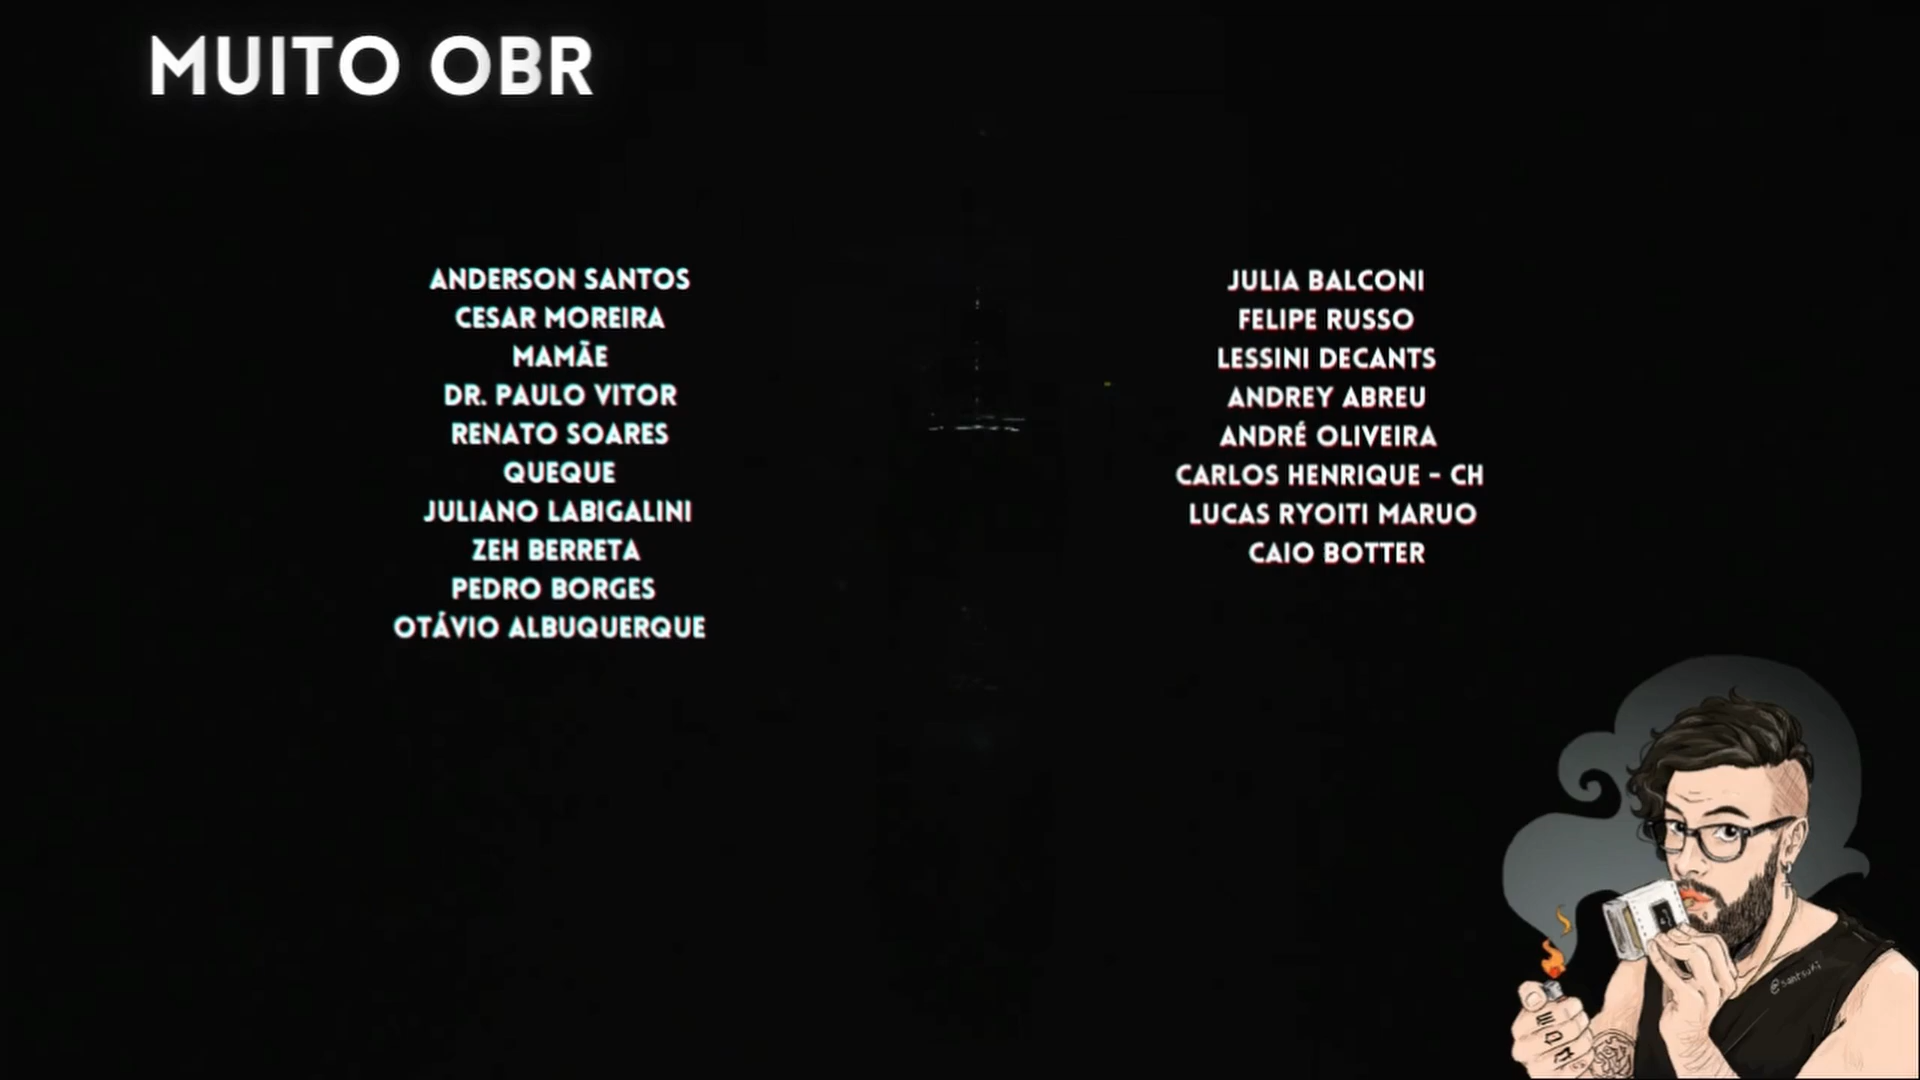 MUITO OBR
ANDERSON SANTOS
CESAR MOREIRA
MAMÃE
DR. PAULO VITOR
RENATO SOARES
QUEQUE
JULIANO LABIGALINI
ZEH BERRETA
PEDRO BORGES
OTÁVIO ALBUQUERQUE
JULIA BALCONI
FELIPE RUSSO
LESSINI DECANTS
ANDREY ABREU
ANDRÉ OLIVEIRA
CARLOS HENRIQUE - CH
LUCAS RYOITI MARUO
CAIO BOTTER